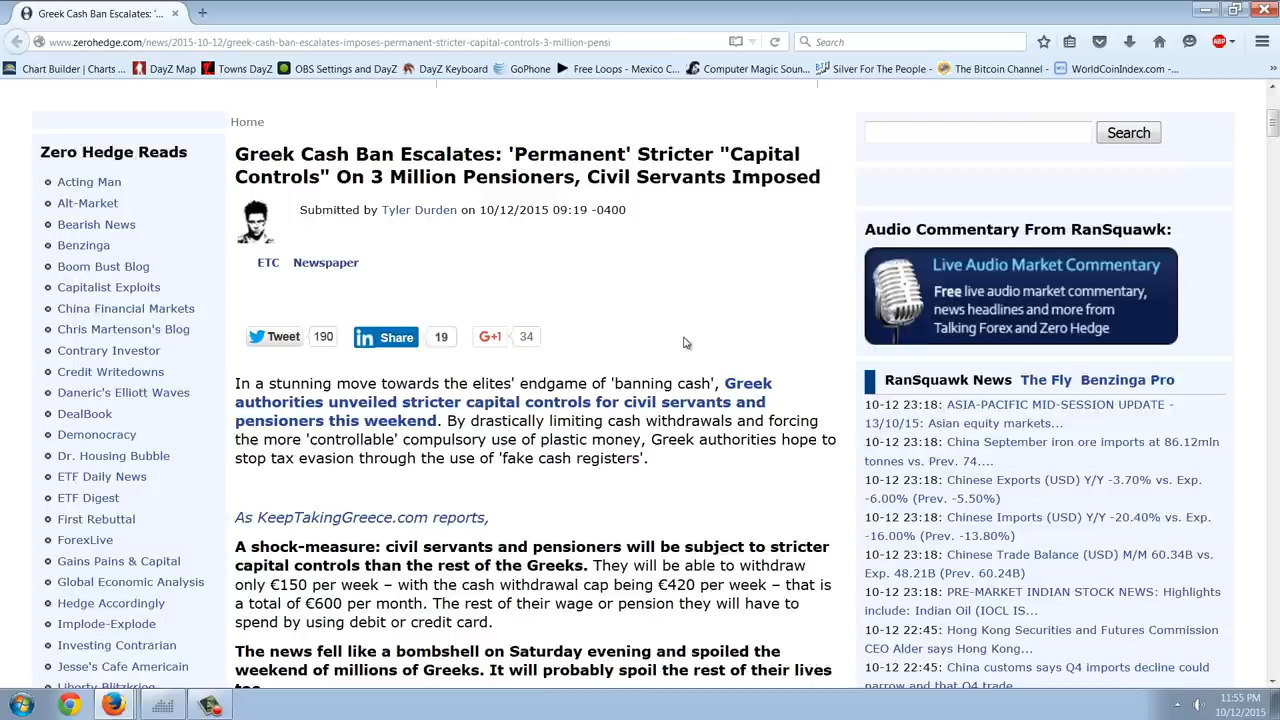 Greek Cash Ban Escalates: '...
www.zerohedge.com/news/2015-10-12/greek-cash-ban-escalates-imposes-permanent-stricter-capital-controls-3-million-pensi
Search
ABP
Chart Builder | Charts ...
DayZ Map
Towns DayZ
OBS Settings and DayZ
DayZ Keyboard
GoPhone
Free Loops - Mexico C...
Computer Magic Soun...
Silver For The People -
The Bitcoin Channel -
WorldCoinIndex.com -...
Zero Hedge Reads
Acting Man
Alt-Market
Bearish News
Benzinga
Boom Bust Blog
Capitalist Exploits
China Financial Markets
Chris Martenson's Blog
Contrary Investor
Credit Writedowns
Daneric's Elliott Waves
DealBook
Demonocracy
Dr. Housing Bubble
ETF Daily News
ETF Digest
First Rebuttal
ForexLive
Gains Pains & Capital
Global Economic Analysis
Hedge Accordingly
Implode-Explode
Investing Contrarian
Jesse's Cafe American
Liberty Blitzkrieg
Home
Greek Cash Ban Escalates: 'Permanent' Stricter "Capital
Controls" On 3 Million Pensioners, Civil Servants Imposed
Submitted by Tyler Durden on 10/12/2015 09:19 -0400
ETC Newspaper
Tweet 190
in Share 19
G+1 34
In a stunning move towards the elites' endgame of 'banning cash', Greek
authorities unveiled stricter capital controls for civil servants and
pensioners this weekend. By drastically limiting cash withdrawals and forcing
the more 'controllable' compulsory use of plastic money, Greek authorities hope to
stop tax evasion through the use of 'fake cash registers'.
As KeepTakingGreece.com reports,
A shock-measure: civil servants and pensioners will be subject to stricter
capital controls than the rest of the Greeks. They will be able to withdraw
only €150 per week – with the cash withdrawal cap being €420 per week – that is
a total of €600 per month. The rest of their wage or pension they will have to
spend by using debit or credit card.
The news fell like a bombshell on Saturday evening and spoiled the
weekend of millions of Greeks. It will probably spoil the rest of their lives
too.
Search
Audio Commentary From RanSquawk:
Live Audio Market Commentary
Free live audio market commentary,
news headlines and more from
Talking Forex and Zero Hedge
RanSquawk News The Fly Benzinga Pro
10-12 23:18: ASIA-PACIFIC MID-SESSION UPDATE -
13/10/15: Asian equity markets...
10-12 23:18: China September iron ore imports at 86.12mln
tonnes vs. Prev. 74....
10-12 23:18: Chinese Exports (USD) Y/Y -3.70% vs. Exp.
-6.00% (Prev. -5.50%)
10-12 23:18: Chinese Imports (USD) Y/Y -20.40% vs. Exp.
-16.00% (Prev. -13.80%)
10-12 23:18: Chinese Trade Balance (USD) M/M 60.34B vs.
Exp. 48.21B (Prev. 60.24B)
10-12 23:18: PRE-MARKET INDIAN STOCK NEWS: Highlights
include: Indian Oil (IOCL IS...
10-12 22:45: Hong Kong Securities and Futures Commission
CEO Alder says Hong Kong...
10-12 22:45: China customs says Q4 imports decline could
narrow and that Q4 trade
11:55 PM
10/12/2015